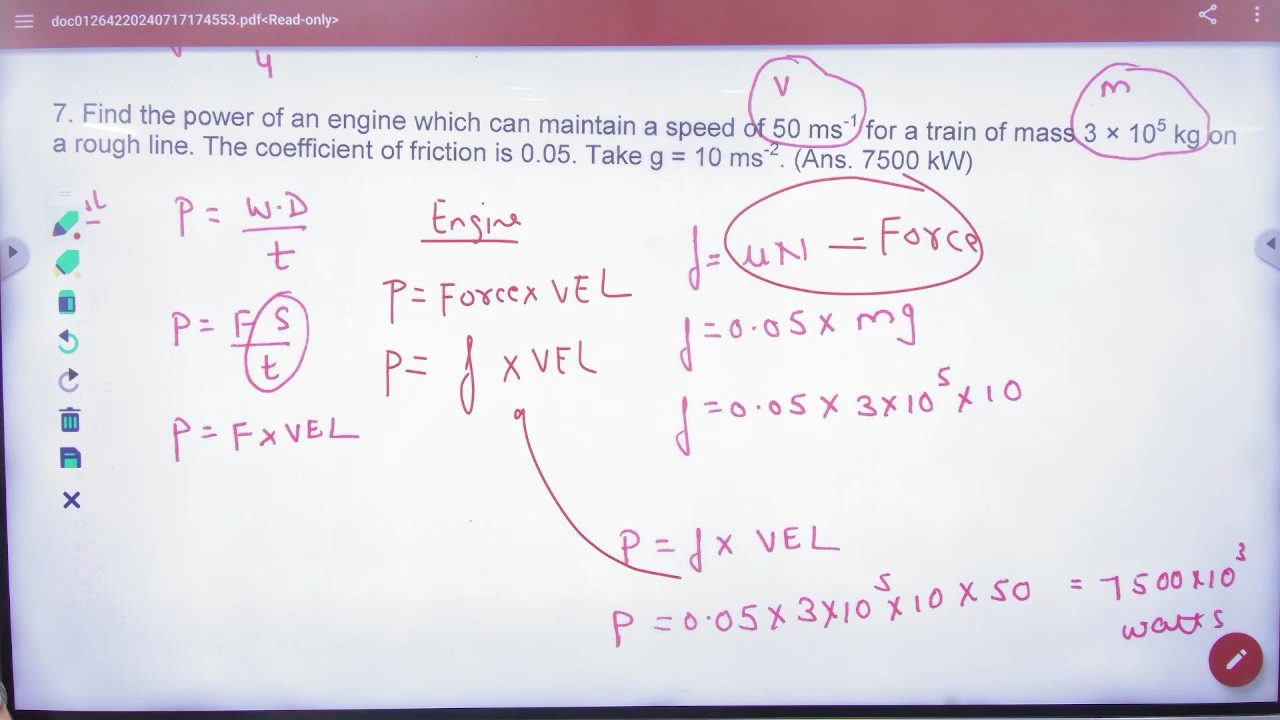 doc01264220240717174553.pdf<Read-only>
4
V
m
7. Find the power of an engine which can maintain a speed of 50 ms⁻¹ for a train of mass 3 × 10⁵ kg on
a rough line. The coefficient of friction is 0.05. Take g = 10 ms⁻². (Ans. 7500 kW)
P = W.D / t
Engine
f = μN = Force
P = Force x VEL
P = F S / t
f = 0.05 x mg
P = f x VEL
f = 0.05 x 3x10⁵ x 10
P = F x VEL
P = f x VEL
P = 0.05 x 3x10⁵ x 10 x 50 = 7500x10³
watts